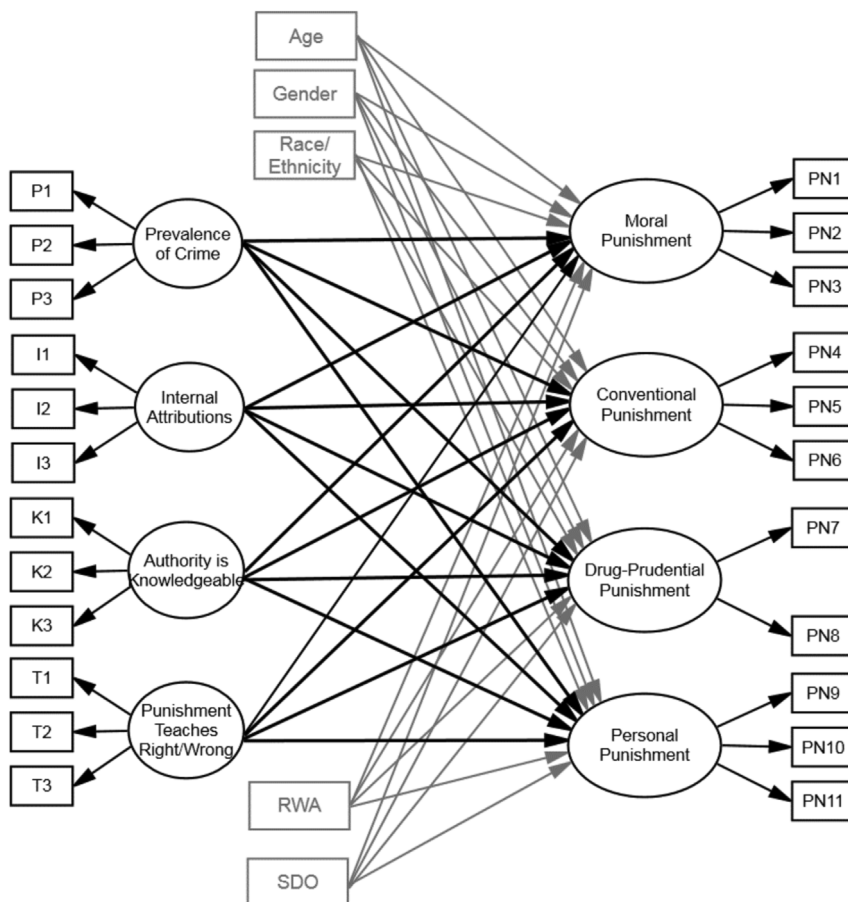 Age
Gender
Race/
Ethnicity
P1
P2
P3
I1
I2
I3
K1
K2
K3
T1
T2
T3
Prevalence
of Crime
Internal
Attributions
Authority is
Knowledgeable
Punishment
Teaches
Right/Wrong
RWA
SDO
Moral
Punishment
Conventional
Punishment
Drug-Prudential
Punishment
Personal
Punishment
PN1
PN2
PN3
PN4
PN5
PN6
PN7
PN8
PN9
PN10
PN11